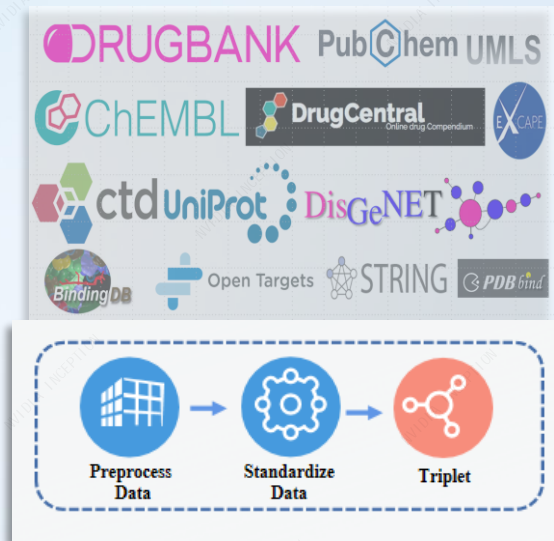 DRUGBANK PubChem UMLS
ChEMBL DrugCentral EXCAPE
Online drug Compendium
ctd UniProt DisGeNET
BindingDB Open Targets STRING PDBbind
Preprocess Standardize Triplet
Data Data